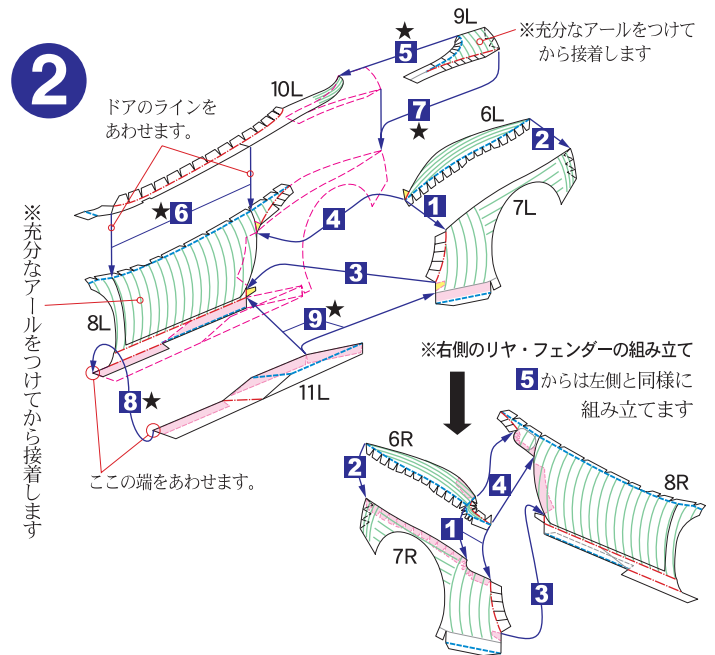 2
★
5
9L
※充分なアールをつけて
から接着します
10L
ドアのラインを
あわせます。
7
★
6L
2
★6
4
1
7L
※充分なアールをつけてから接着します
3
8L
9★
8★
11L
ここの端をあわせます。
※右側のリヤ・フェンダーの組み立て
5からは左側と同様に
組み立てます
6R
2
4
8R
1
7R
3